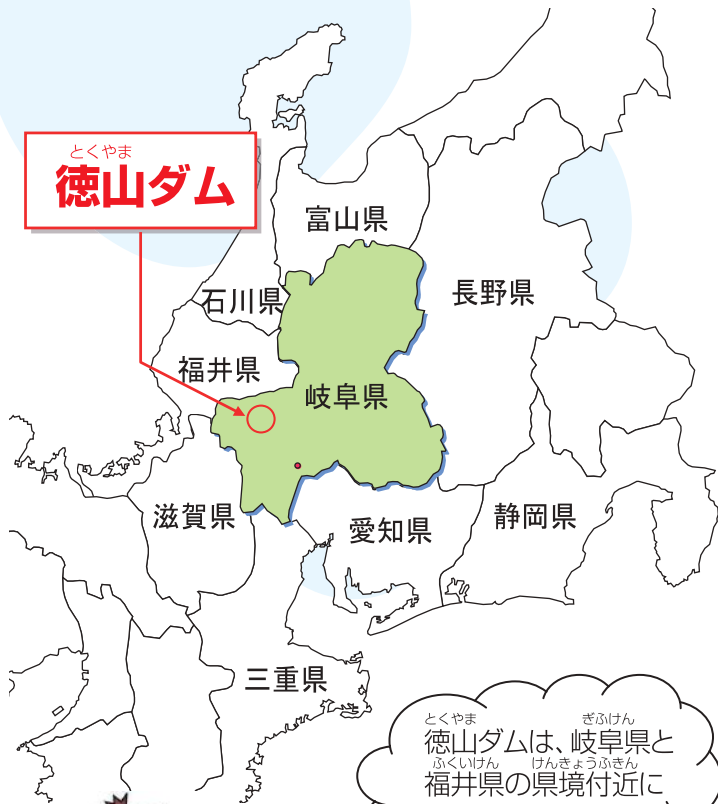 とくやま
徳山ダム
富山県
石川県
長野県
福井県
岐阜県
滋賀県
愛知県
静岡県
三重県
とくやま ぎふけん
徳山ダムは、岐阜県と
ふくいけん けんきょうふきん
福井県の県境付近に